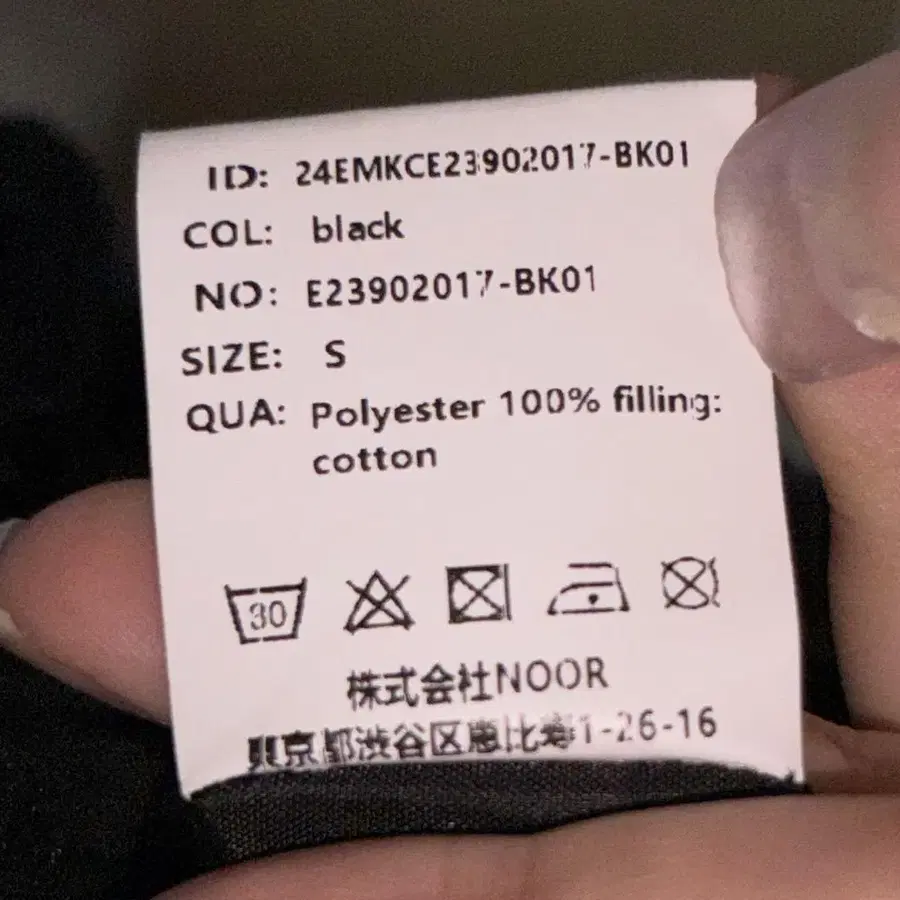 ID: 24EMKCE23902017-BK01
COL: black
NO: E23902017-BK01
SIZE: S
QUA: Polyester 100% filling:
cotton
30
株式会社NOOR
東京都渋谷区恵比寿1-26-16